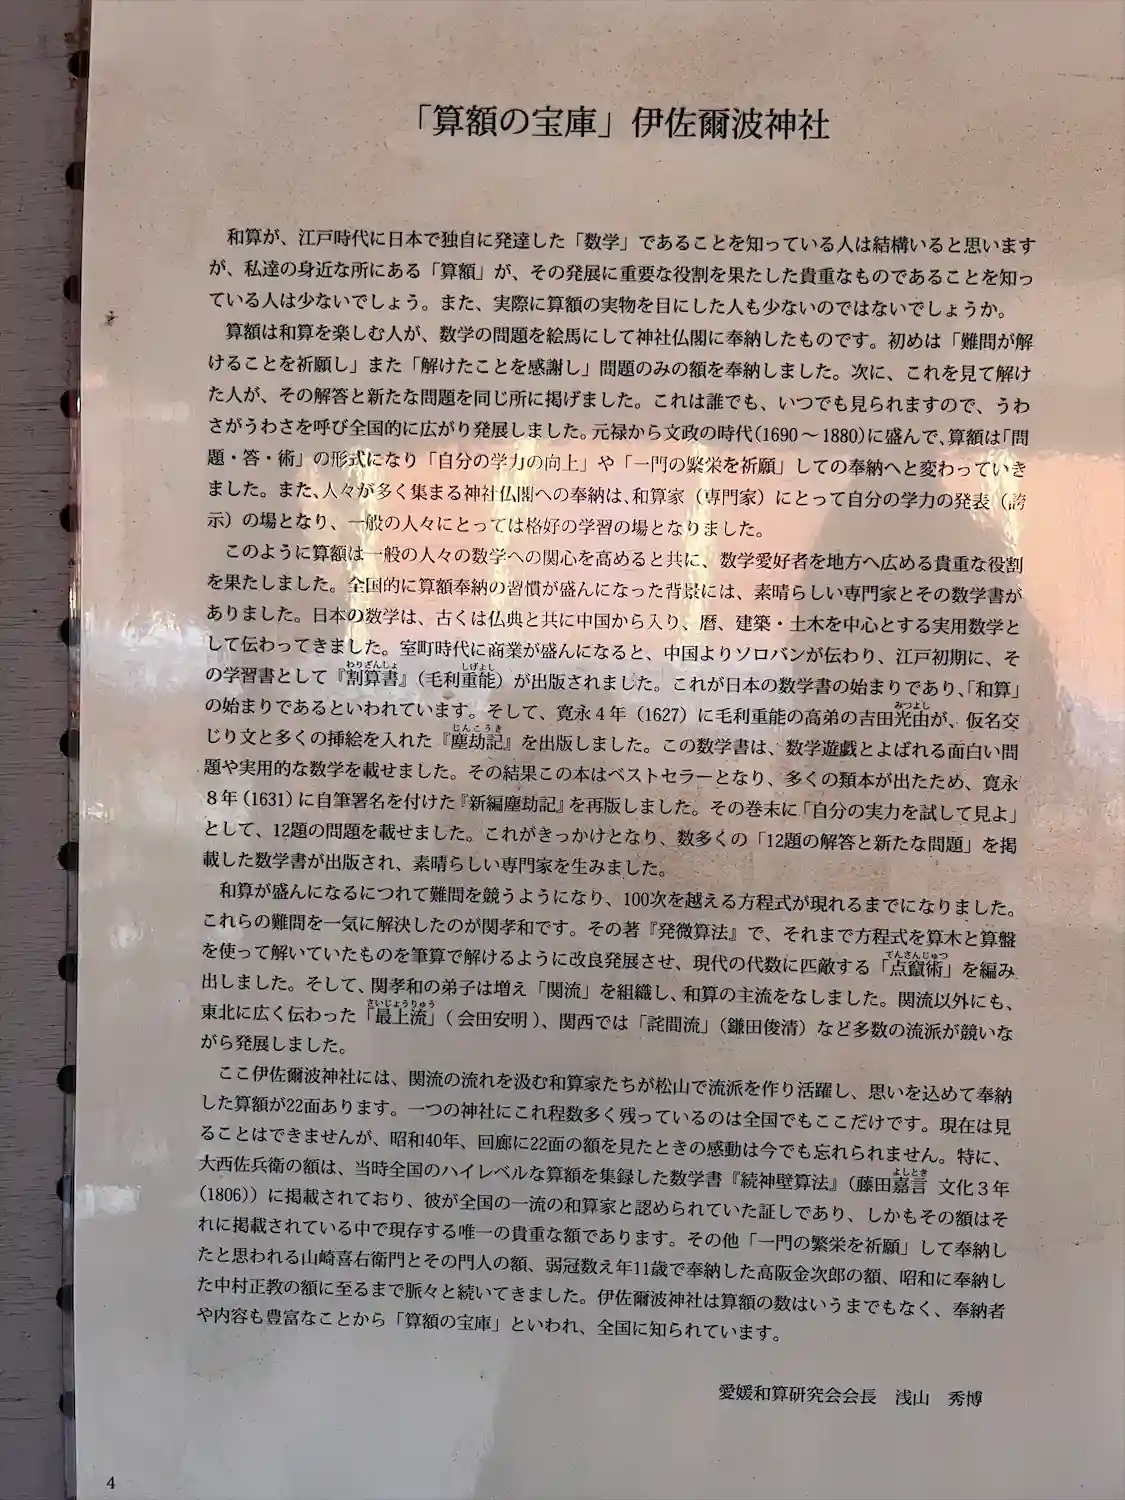 「算額の宝庫」伊佐爾波神社
和算が、江戸時代に日本で独自に発達した「数学」であることを知っている人は結構いると思います
が、私達の身近な所にある「算額」が、その発展に重要な役割を果たした貴重なものであることを知っ
ている人は少ないでしょう。また、実際に算額の実物を目にした人も少ないのではないでしょうか。
算額は和算を楽しむ人が、数学の問題を絵馬にして神社仏閣に奉納したものです。初めは「難問が解
けることを祈願し」また「解けたことを感謝し」問題のみの額を奉納しました。次に、これを見て解け
た人が、その解答と新たな問題を同じ所に掲げました。これは誰でも、いつでも見られますので、うわ
さがうわさを呼び全国的に広がり発展しました。元禄から文政の時代(1690～1880)に盛んで、算額は「問
題・答・術」の形式になり「自分の学力の向上」や「一門の繁栄を祈願」しての奉納へと変わっていき
ました。また、人々が多く集まる神社仏閣への奉納は、和算家（専門家）にとって自分の学力の発表（誇
示）の場となり、一般の人々にとっては格好の学習の場となりました。
このように算額は一般の人々の数学への関心を高めると共に、数学愛好者を地方へ広める貴重な役割
を果たしました。全国的に算額奉納の習慣が盛んになった背景には、素晴らしい専門家とその数学書が
ありました。日本の数学は、古くは仏典と共に中国から入り、暦、建築・土木を中心とする実用数学と
して伝わってきました。室町時代に商業が盛んになると、中国よりソロバンが伝わり、江戸初期に、そ
わりざんしょ しげよし
の学習書として『割算書』（毛利重能）が出版されました。これが日本の数学書の始まりであり、「和算」
みつよし
の始まりであるといわれています。そして、寛永４年（1627）に毛利重能の高弟の吉田光由が、仮名交
じんこうき
じり文と多くの挿絵を入れた『塵劫記』を出版しました。この数学書は、数学遊戯とよばれる面白い問
題や実用的な数学を載せました。その結果この本はベストセラーとなり、多くの類本が出たため、寛永
８年（1631）に自筆署名を付けた『新編塵劫記』を再版しました。その巻末に「自分の実力を試して見よ」
として、12題の問題を載せました。これがきっかけとなり、数多くの「12題の解答と新たな問題」を掲
載した数学書が出版され、素晴らしい専門家を生みました。
和算が盛んになるにつれて難問を競うようになり、100次を越える方程式が現れるまでになりました。
これらの難問を一気に解決したのが関孝和です。その著『発微算法』で、それまで方程式を算木と算盤
てんざんじゅつ
を使って解いていたものを筆算で解けるように改良発展させ、現代の代数に匹敵する「点竄術」を編み
出しました。そして、関孝和の弟子は増え「関流」を組織し、和算の主流をなしました。関流以外にも、
さいじょうりゅう
東北に広く伝わった「最上流」（会田安明）、関西では「詫間流」（鎌田俊清）など多数の流派が競いな
がら発展しました。
ここ伊佐爾波神社には、関流の流れを汲む和算家たちが松山で流派を作り活躍し、思いを込めて奉納
した算額が22面あります。一つの神社にこれ程数多く残っているのは全国でもここだけです。現在は見
ることはできませんが、昭和40年、回廊に22面の額を見たときの感動は今でも忘れられません。特に、
よしとき
大西佐兵衛の額は、当時全国のハイレベルな算額を集録した数学書『続神壁算法』（藤田嘉言 文化３年
（1806））に掲載されており、彼が全国の一流の和算家と認められていた証しであり、しかもその額はそ
れに掲載されている中で現存する唯一の貴重な額であります。その他「一門の繁栄を祈願」して奉納し
たと思われる山崎喜右衛門とその門人の額、弱冠数え年11歳で奉納した高阪金次郎の額、昭和に奉納し
た中村正教の額に至るまで脈々と続いてきました。伊佐爾波神社は算額の数はいうまでもなく、奉納者
や内容も豊富なことから「算額の宝庫」といわれ、全国に知られています。
愛媛和算研究会会長 浅山 秀博
4